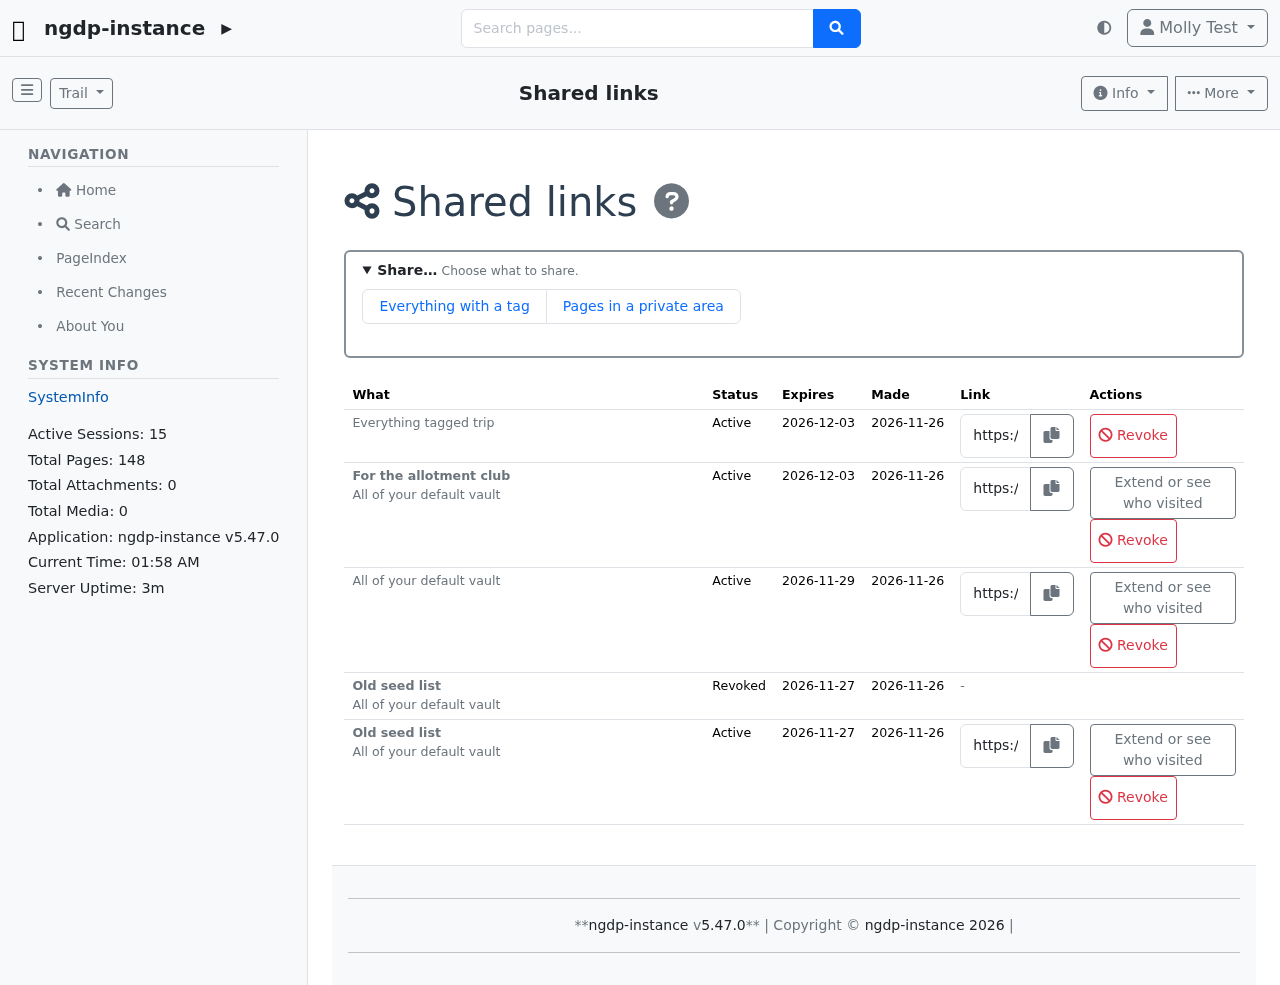 ngdp-instance ▶
Search pages...
Molly Test
Trail
Shared links
Info
More
NAVIGATION
• Home
• Search
• PageIndex
• Recent Changes
• About You
SYSTEM INFO
SystemInfo
Active Sessions: 15
Total Pages: 148
Total Attachments: 0
Total Media: 0
Application: ngdp-instance v5.47.0
Current Time: 01:58 AM
Server Uptime: 3m
Shared links ?
▼ Share... Choose what to share.
Everything with a tag
Pages in a private area
What Status Expires Made Link Actions
Everything tagged trip Active 2026-12-03 2026-11-26 https:/ Revoke
For the allotment club Active 2026-12-03 2026-11-26 https:/ Extend or see
All of your default vault who visited
Revoke
All of your default vault Active 2026-11-29 2026-11-26 https:/ Extend or see
who visited
Revoke
Old seed list Revoked 2026-11-27 2026-11-26 -
All of your default vault
Old seed list Active 2026-11-27 2026-11-26 https:/ Extend or see
All of your default vault who visited
Revoke
**ngdp-instance v5.47.0** | Copyright © ngdp-instance 2026 |